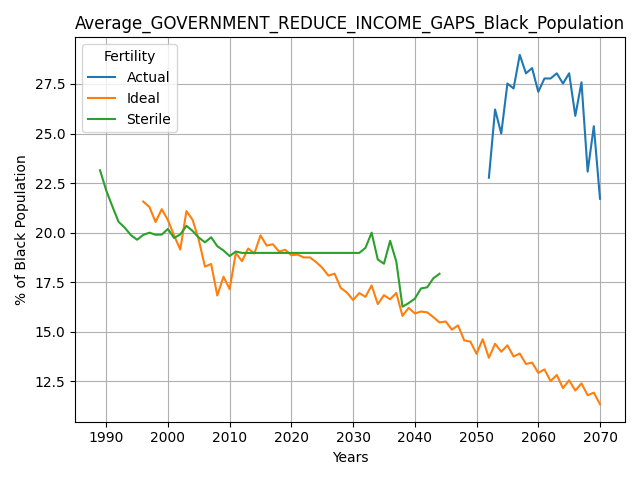 Average_GOVERNMENT_REDUCE_INCOME_GAPS_Black_Population
Fertility
Actual
Ideal
Sterile
% of Black Population
27.5
25.0
22.5
20.0
17.5
15.0
12.5
1990 2000 2010 2020 2030 2040 2050 2060 2070
Years